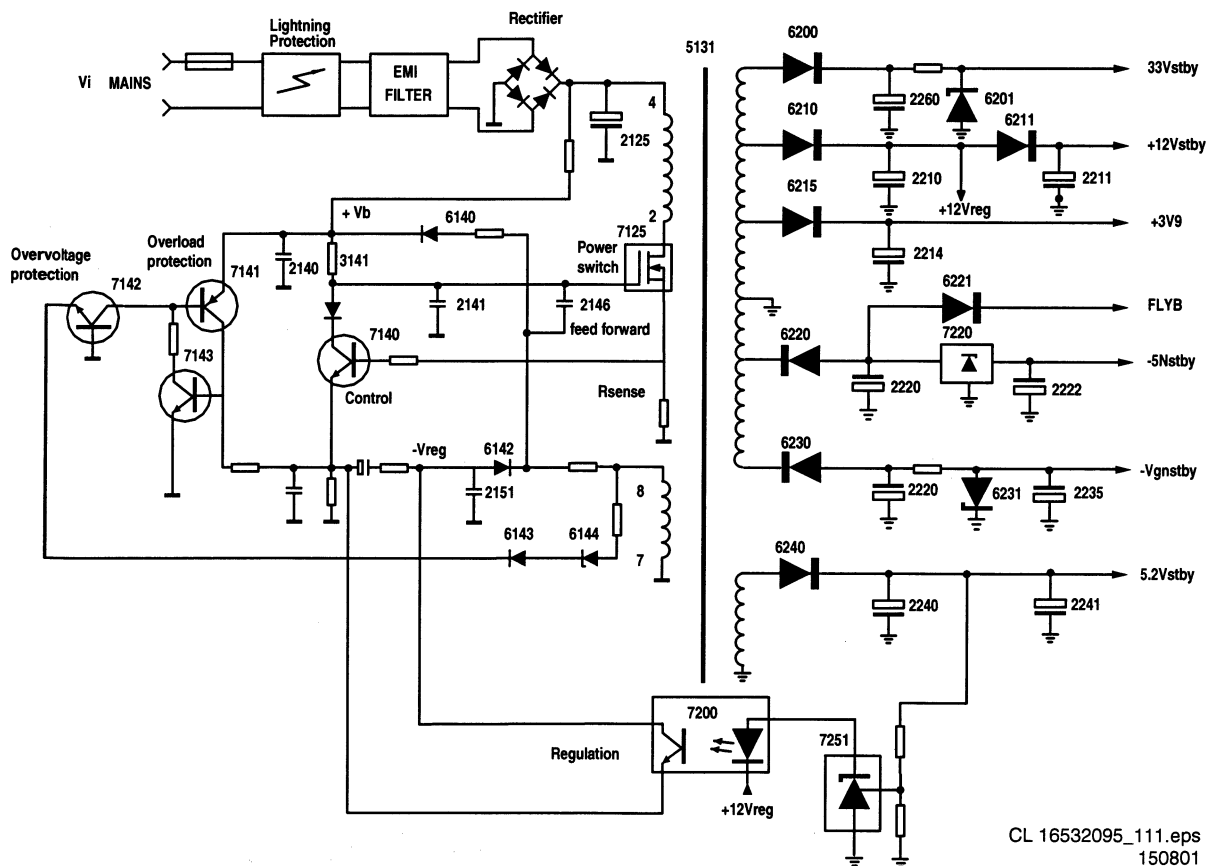 Lightning
Protection
Rectifier
Vi MAINS
EMI
FILTER
5131
4
2125
2
+ Vb
6140
7125
Power
switch
Overload
protection
Overvoltage
protection
7141
7142
2140
3141
2141
2146
feed forward
7143
7140
Control
Rsense
-Vreg
6142
2151
8
7
6143
6144
6200
33Vstby
2260
6201
6210
6211
+12Vstby
2210
+12Vreg
2211
6215
+3V9
2214
6221
FLYB
6220
7220
-5Nstby
2220
2222
6230
-Vgnstby
2220
6231
2235
6240
5.2Vstby
2240
2241
7200
Regulation
+12Vreg
7251
CL 16532095_111.eps
150801